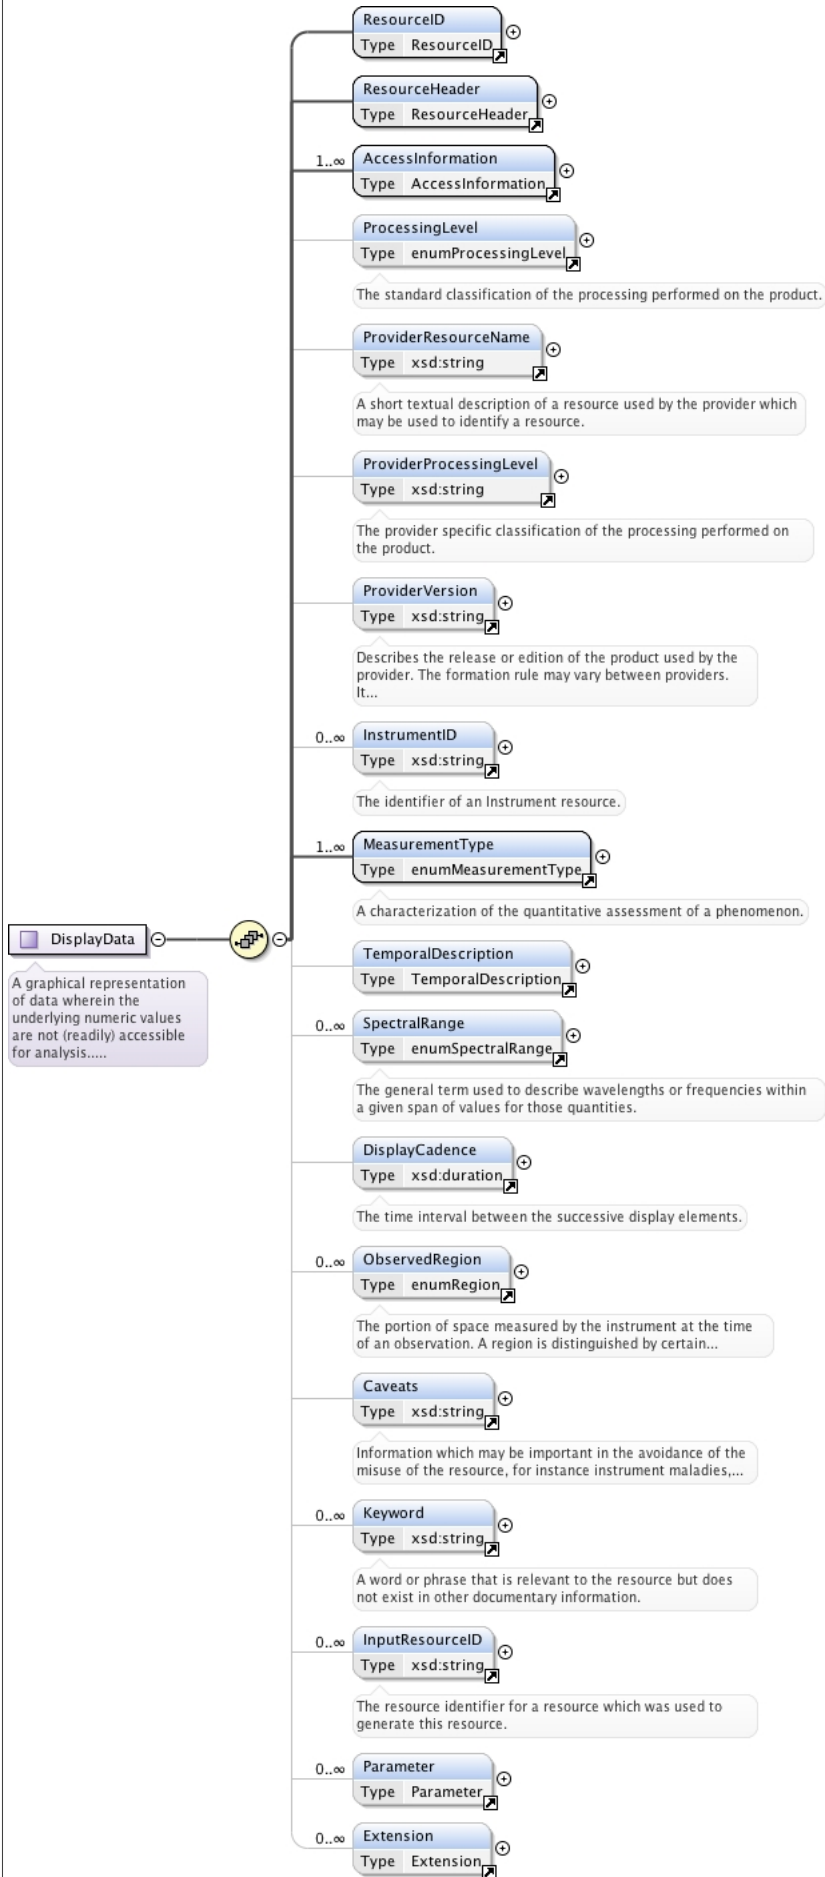 ResourceID
Type ResourceID
ResourceHeader
Type ResourceHeader
1..∞
AccessInformation
Type AccessInformation
ProcessingLevel
Type enumProcessingLevel
The standard classification of the processing performed on the product.
ProviderResourceName
Type xsd:string
A short textual description of a resource used by the provider which
may be used to identify a resource.
ProviderProcessingLevel
Type xsd:string
The provider specific classification of the processing performed on
the product.
ProviderVersion
Type xsd:string
Describes the release or edition of the product used by the
provider. The formation rule may vary between providers.
It...
0..∞
InstrumentID
Type xsd:string
The identifier of an Instrument resource.
1..∞
MeasurementType
Type enumMeasurementType
A characterization of the quantitative assessment of a phenomenon.
DisplayData
A graphical representation
of data wherein the
underlying numeric values
are not (readily) accessible
for analysis.....
TemporalDescription
Type TemporalDescription
0..∞
SpectralRange
Type enumSpectralRange
The general term used to describe wavelengths or frequencies within
a given span of values for those quantities.
DisplayCadence
Type xsd:duration
The time interval between the successive display elements.
0..∞
ObservedRegion
Type enumRegion
The portion of space measured by the instrument at the time
of an observation. A region is distinguished by certain...
Caveats
Type xsd:string
Information which may be important in the avoidance of the
misuse of the resource, for instance instrument maladies,...
0..∞
Keyword
Type xsd:string
A word or phrase that is relevant to the resource but does
not exist in other documentary information.
0..∞
InputResourceID
Type xsd:string
The resource identifier for a resource which was used to
generate this resource.
0..∞
Parameter
Type Parameter
0..∞
Extension
Type Extension